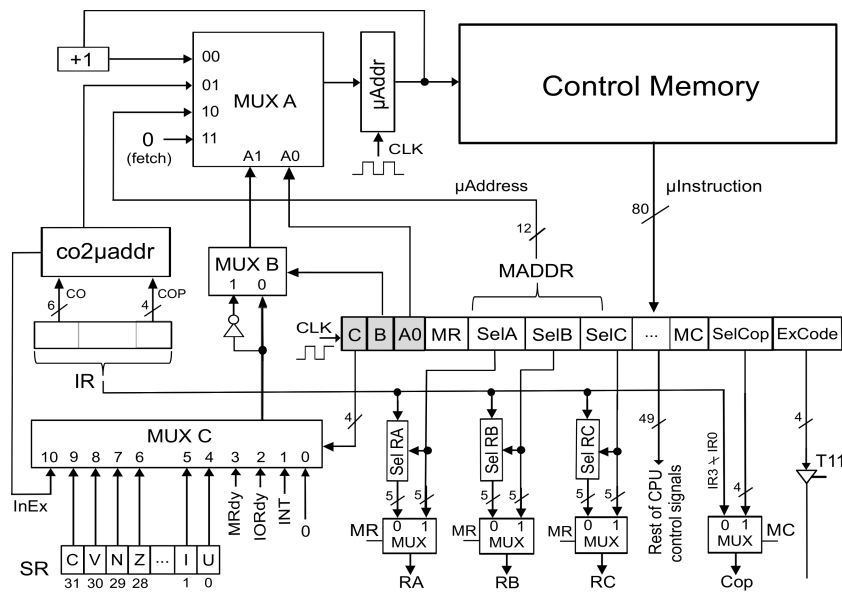 +1
00
01
10
11
MUX A
A1 A0
0
(fetch)
µAddr
CLK
Control Memory
µAddress
µInstruction
80
12
MADDR
co2µaddr
6
CO
4
COP
IR
MUX B
1 0
CLK
C B A0 MR SelA SelB SelC ... MC SelCop ExCode
4
MUX C
10 9 8 7 6 5 4 3 2 1 0
InEx
MRdy
IORdy
INT
0
SR
C V N Z ... I U
31 30 29 28 1 0
Sel RA
Sel RB
Sel RC
5 5
5 5
5 5
0 1
MUX
MR
RA
0 1
MUX
MR
RB
0 1
MUX
MR
RC
49
Rest of CPU
control signals
IR3 ÷ IR0
4
0 1
MUX
MC
Cop
4
T11